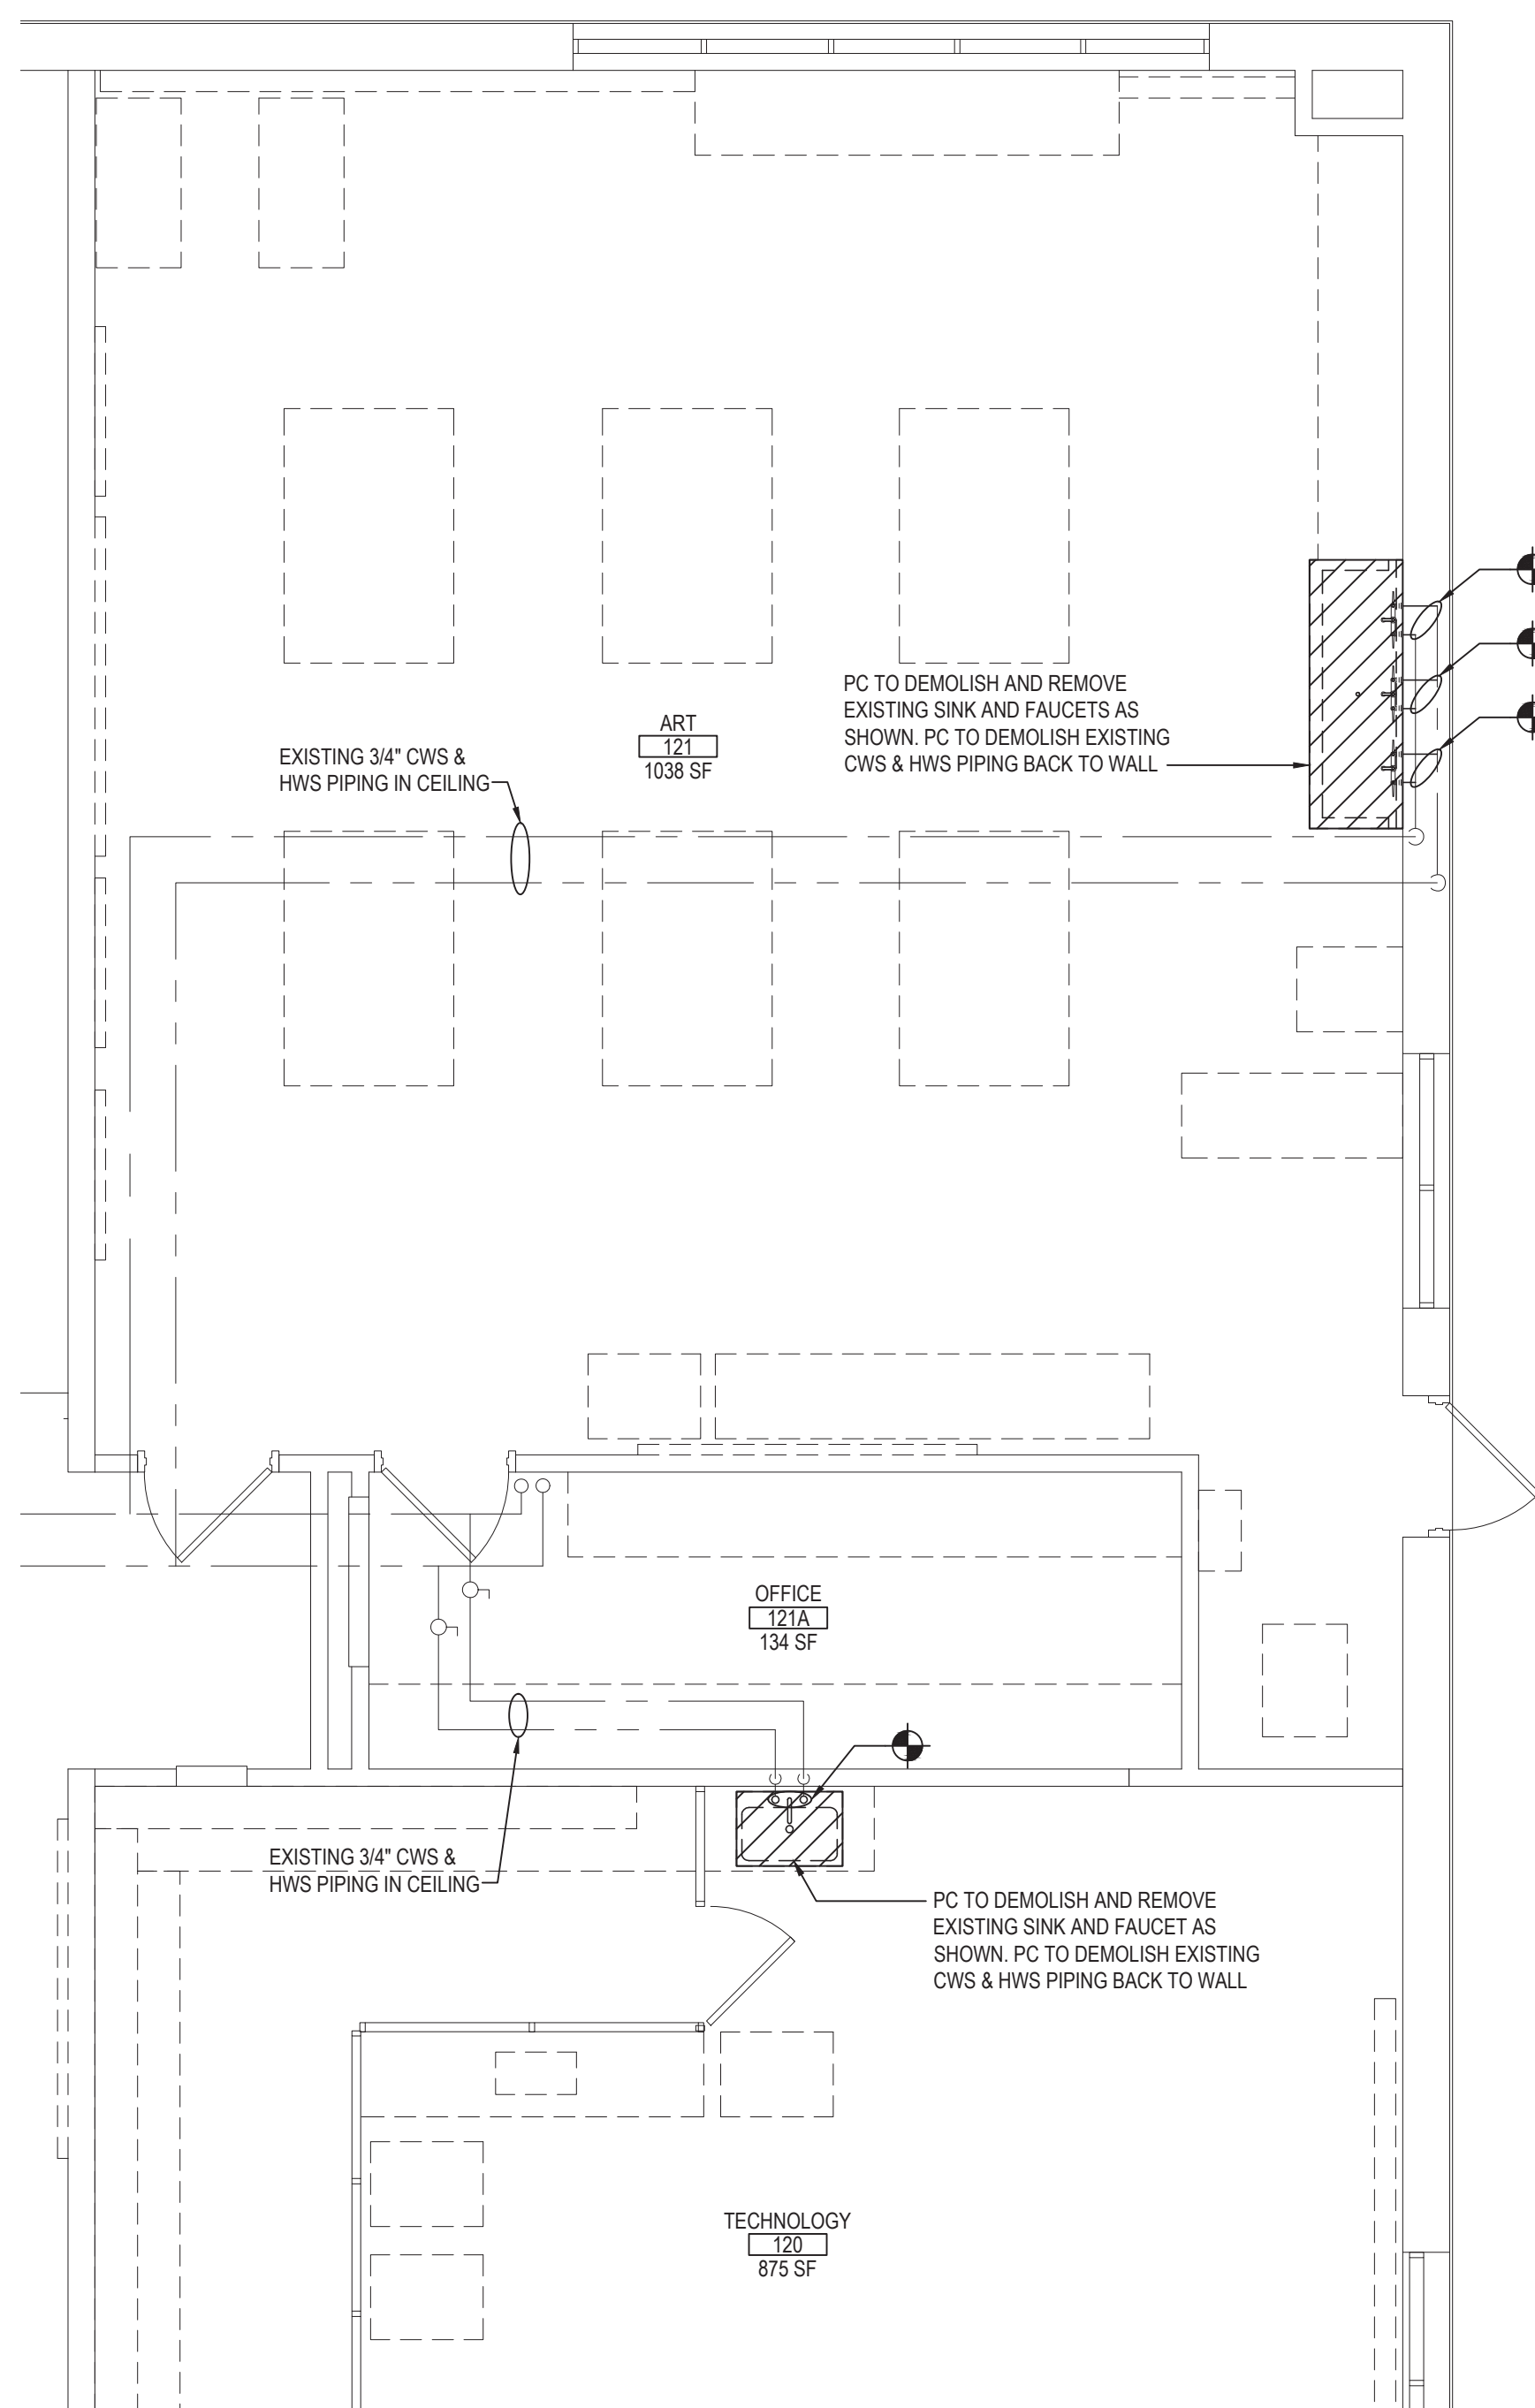 PC TO DEMOLISH AND REMOVE
EXISTING SINK AND FAUCETS AS
SHOWN. PC TO DEMOLISH EXISTING
CWS & HWS PIPING BACK TO WALL
ART
121
1038 SF
EXISTING 3/4" CWS &
HWS PIPING IN CEILING
OFFICE
121A
134 SF
EXISTING 3/4" CWS &
HWS PIPING IN CEILING
PC TO DEMOLISH AND REMOVE
EXISTING SINK AND FAUCET AS
SHOWN. PC TO DEMOLISH EXISTING
CWS & HWS PIPING BACK TO WALL
TECHNOLOGY
120
875 SF